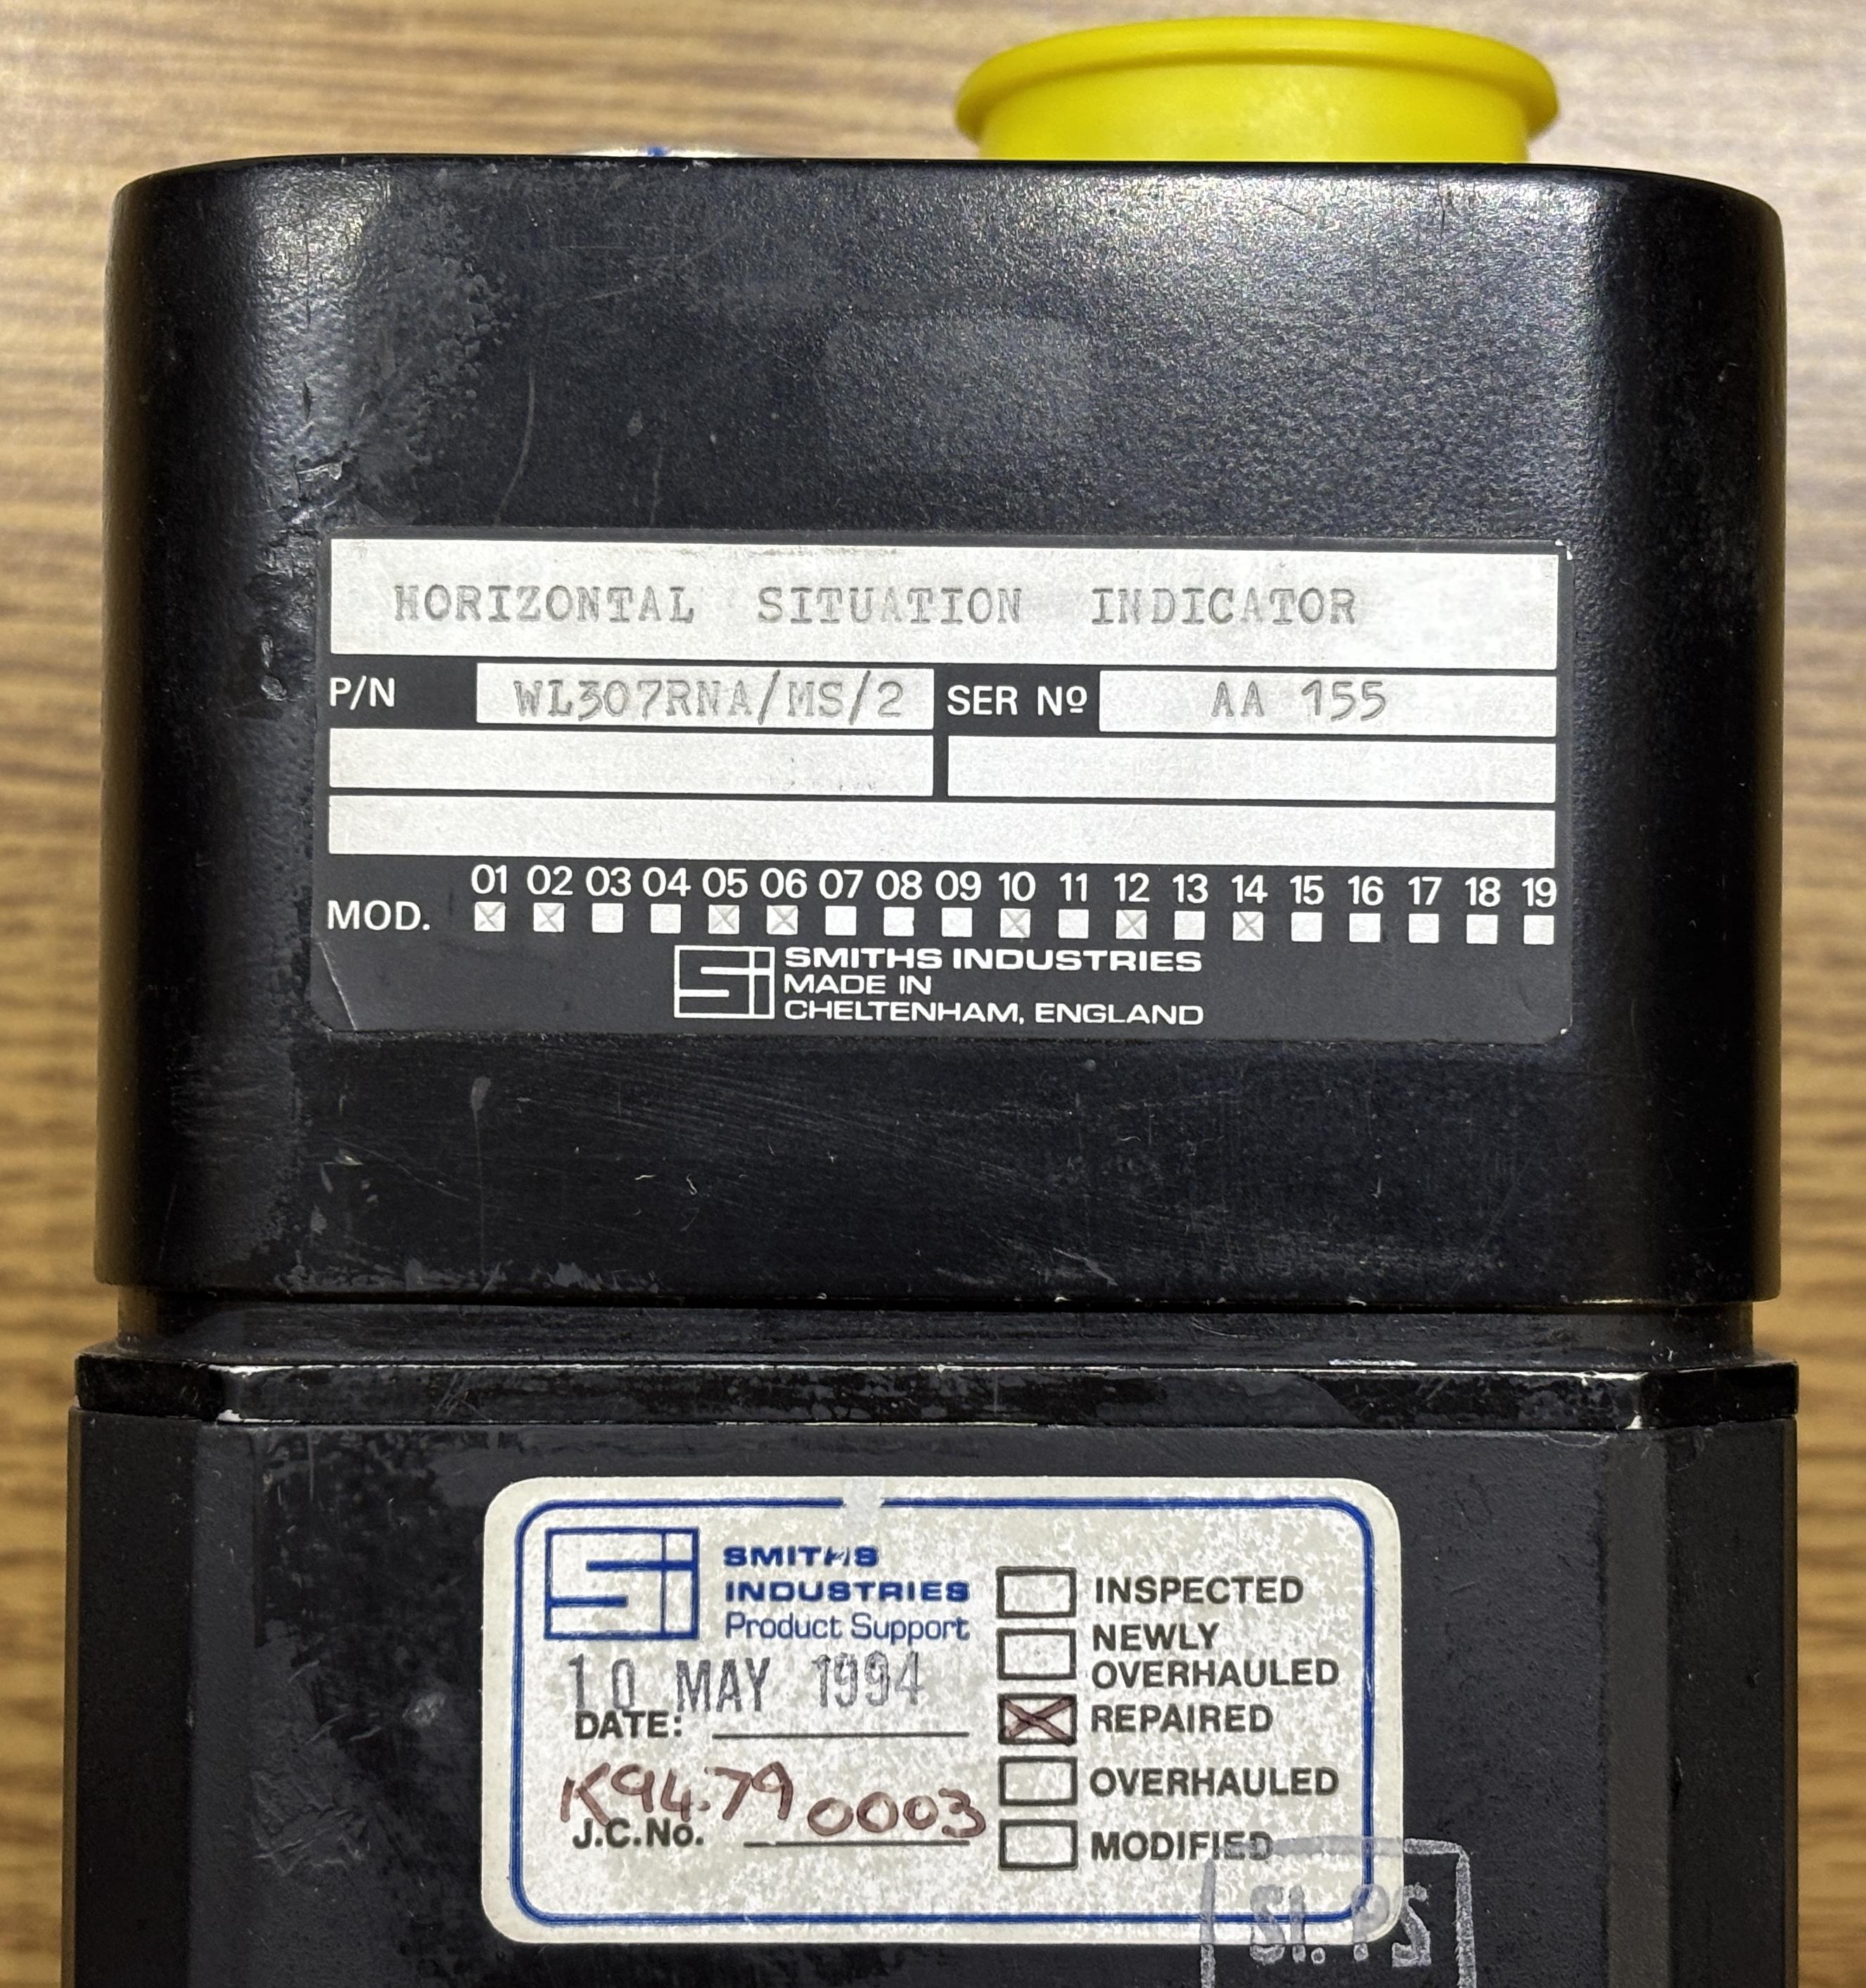 HORIZONTAL SITUATION INDICATOR
P/N WL307RNA/MS/2 SER Nº AA 155
01 02 03 04 05 06 07 08 09 10 11 12 13 14 15 16 17 18 19
MOD.
Si SMITHS INDUSTRIES
MADE IN
CHELTENHAM, ENGLAND
Si SMITHS
INDUSTRIES
Product Support
10 MAY 1994
DATE:
K94.79 0003
J.C.No.
INSPECTED
NEWLY
OVERHAULED
REPAIRED
OVERHAULED
MODIFIED